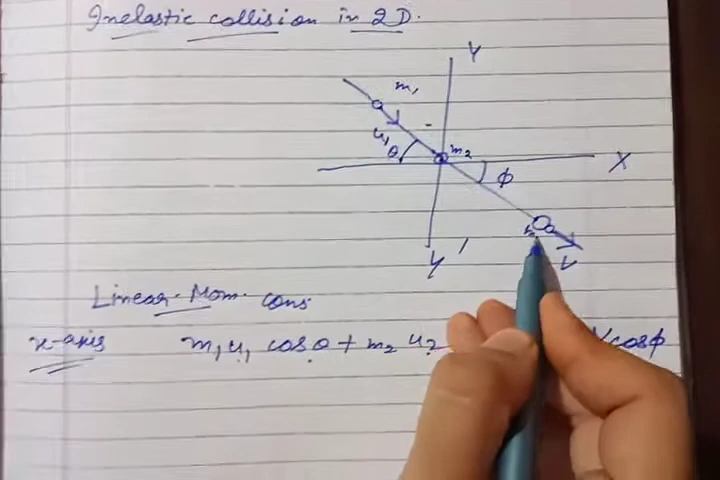 Inelastic collision in 2D.
Y
m₁
u₁
θ
m₂
X
ϕ
Y'
v
Linear. Mom. cons
x-axis m₁u₁ cosθ + m₂ u₂ Vcosϕ